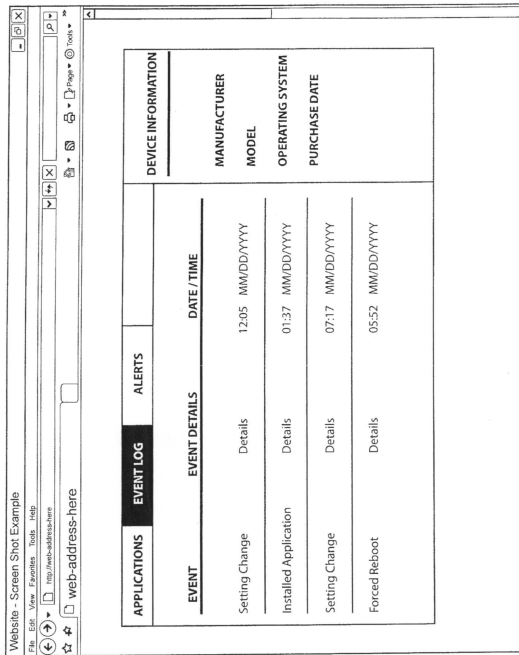 Website - Screen Shot Example
File Edit View Favorites Tools Help
http://web-address-here
web-address-here
Page Tools
APPLICATIONS EVENT LOG ALERTS
DEVICE INFORMATION
EVENT EVENT DETAILS DATE / TIME
Setting Change Details 12:05 MM/DD/YYYY
Installed Application Details 01:37 MM/DD/YYYY
Setting Change Details 07:17 MM/DD/YYYY
Forced Reboot Details 05:52 MM/DD/YYYY
MANUFACTURER
MODEL
OPERATING SYSTEM
PURCHASE DATE